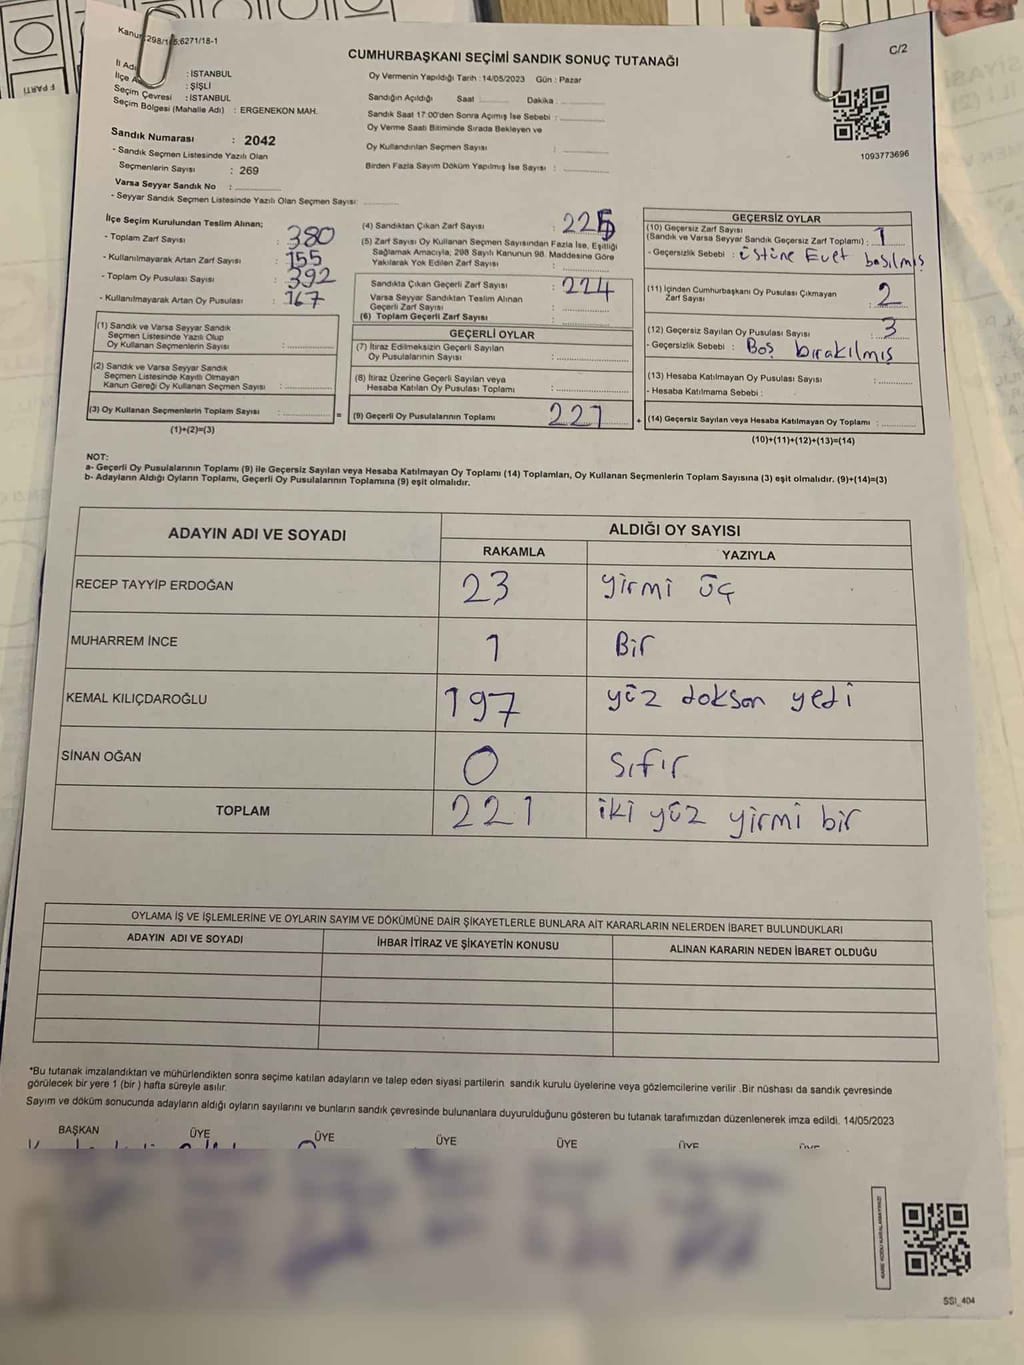 Kanun:298/105;6271/18-1
C/2
CUMHURBAŞKANI SEÇİMİ SANDIK SONUÇ TUTANAĞI
İl Adı : İSTANBUL
İlçe Adı : ŞİŞLİ
Seçim Çevresi : İSTANBUL
Seçim Bölgesi (Mahalle Adı) : ERGENEKON MAH.
Sandık Numarası : 2042
- Sandık Seçmen Listesinde Yazılı Olan
Seçmenlerin Sayısı : 269
Varsa Seyyar Sandık No :
- Seyyar Sandık Seçmen Listesinde Yazılı Olan Seçmen Sayısı:
Oy Vermenin Yapıldığı Tarih : 14/05/2023 Gün : Pazar
Sandığın Açıldığı Saat Dakika :
Sandık Saat 17:00'den Sonra Açımış İse Sebebi :
Oy Verme Saati Bitiminde Sırada Bekleyen ve
Oy Kullandırılan Seçmen Sayısı :
Birden Fazla Sayım Döküm Yapılmış İse Sayısı :
1093773696
İlçe Seçim Kurulundan Teslim Alınan;
- Toplam Zarf Sayısı : 380
- Kullanılmayarak Artan Zarf Sayısı : 155
- Toplam Oy Pusulası Sayısı : 392
- Kullanılmayarak Artan Oy Pusulası : 167
(1) Sandık ve Varsa Seyyar Sandık
Seçmen Listesinde Yazılı Olup
Oy Kullanan Seçmenlerin Sayısı :
(2) Sandık ve Varsa Seyyar Sandık
Seçmen Listesinde Kayıtlı Olmayan
Kanun Gereği Oy Kullanan Seçmen Sayısı :
(3) Oy Kullanan Seçmenlerin Toplam Sayısı : =
(1)+(2)=(3)
(4) Sandıktan Çıkan Zarf Sayısı : 225
(5) Zarf Sayısı Oy Kullanan Seçmen Sayısından Fazla İse, Eşitliği
Sağlamak Amacıyla, 298 Sayılı Kanunun 98. Maddesine Göre
Yakılarak Yok Edilen Zarf Sayısı :
Sandıkta Çıkan Geçerli Zarf Sayısı : 224
Varsa Seyyar Sandıktan Teslim Alınan
Geçerli Zarf Sayısı :
(6) Toplam Geçerli Zarf Sayısı :
GEÇERLİ OYLAR
(7) İtiraz Edilmeksizin Geçerli Sayılan
Oy Pusulalarının Sayısı :
(8) İtiraz Üzerine Geçerli Sayılan veya
Hesaba Katılan Oy Pusulası Toplamı :
(9) Geçerli Oy Pusulalarının Toplamı 221 +
GEÇERSİZ OYLAR
(10) Geçersiz Zarf Sayısı
(Sandık ve Varsa Seyyar Sandık Geçersiz Zarf Toplamı) : 1
- Geçersizlik Sebebi : üstüne Evet basılmış
(11) İçinden Cumhurbaşkanı Oy Pusulası Çıkmayan
Zarf Sayısı : 2
(12) Geçersiz Sayılan Oy Pusulası Sayısı : 3
- Geçersizlik Sebebi : Boş bırakılmış
(13) Hesaba Katılmayan Oy Pusulası Sayısı :
- Hesaba Katılmama Sebebi :
(14) Geçersiz Sayılan veya Hesaba Katılmayan Oy Toplamı :
(10)+(11)+(12)+(13)=(14)
NOT:
a- Geçerli Oy Pusulalarının Toplamı (9) ile Geçersiz Sayılan veya Hesaba Katılmayan Oy Toplamı (14) Toplamları, Oy Kullanan Seçmenlerin Toplam Sayısına (3) eşit olmalıdır. (9)+(14)=(3)
b- Adayların Aldığı Oyların Toplamı, Geçerli Oy Pusulalarının Toplamına (9) eşit olmalıdır.
ADAYIN ADI VE SOYADI ALDIĞI OY SAYISI
RAKAMLA YAZIYLA
RECEP TAYYİP ERDOĞAN 23 yirmi üç
MUHARREM İNCE 1 Bir
KEMAL KILIÇDAROĞLU 197 yüz doksan yedi
SİNAN OĞAN 0 sıfır
TOPLAM 221 iki yüz yirmi bir
OYLAMA İŞ VE İŞLEMLERİNE VE OYLARIN SAYIM VE DÖKÜMÜNE DAİR ŞİKAYETLERLE BUNLARA AİT KARARLARIN NELERDEN İBARET BULUNDUKLARI
ADAYIN ADI VE SOYADI İHBAR İTİRAZ VE ŞİKAYETİN KONUSU ALINAN KARARIN NEDEN İBARET OLDUĞU
*Bu tutanak imzalandıktan ve mühürlendikten sonra seçime katılan adayların ve talep eden siyasi partilerin sandık kurulu üyelerine veya gözlemcilerine verilir .Bir nüshası da sandık çevresinde
görülecek bir yere 1 (bir ) hafta süreyle asılır.
Sayım ve döküm sonucunda adayların aldığı oyların sayılarını ve bunların sandık çevresinde bulunanlara duyurulduğunu gösteren bu tutanak tarafımızdan düzenlenerek imza edildi. 14/05/2023
BAŞKAN ÜYE ÜYE ÜYE ÜYE ÜYE ÜYE
KARE KODU KARALAMAYINIZ!
SSI_404